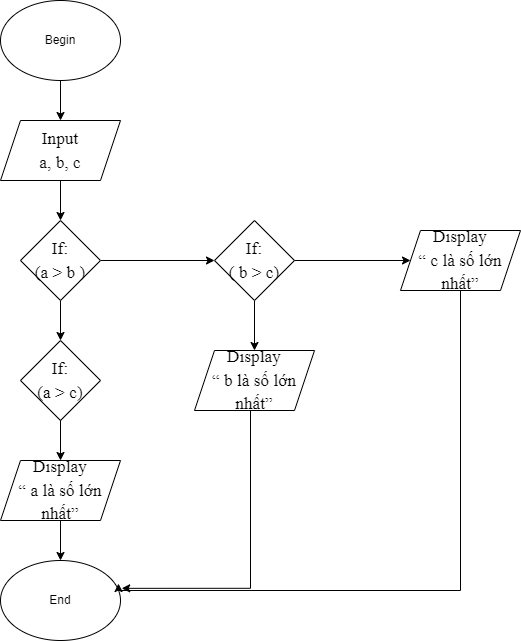 Begin
Input
a, b, c
If:
(a > b )
If:
( b > c)
Display
“ c là số lớn
nhất”
If:
(a > c)
Display
“ b là số lớn
nhất”
Display
“ a là số lớn
nhất”
End